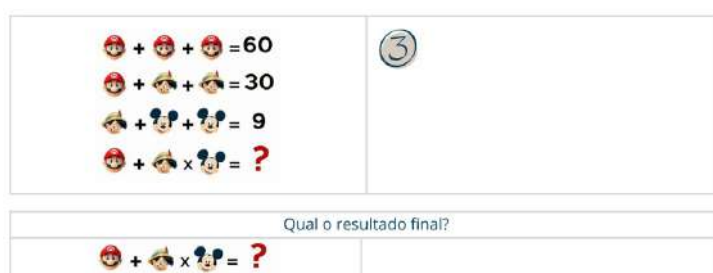 + + = 60
3
+ + = 30
+ + = 9
+ x = ?
Qual o resultado final?
+ x = ?